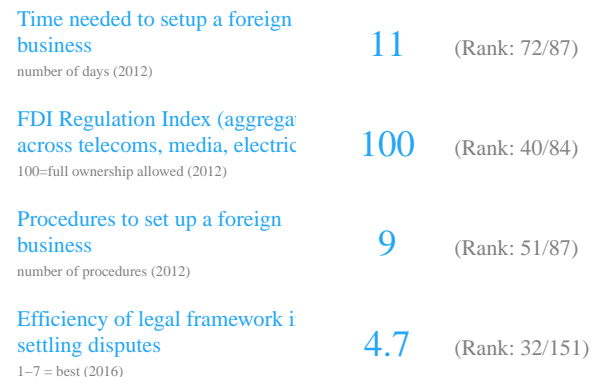 Time needed to setup a foreign
business
number of days (2012)
11
(Rank: 72/87)
FDI Regulation Index (aggregat
across telecoms, media, electric
100=full ownership allowed (2012)
100
(Rank: 40/84)
Procedures to set up a foreign
business
number of procedures (2012)
9
(Rank: 51/87)
Efficiency of legal framework i
settling disputes
1–7 = best (2016)
4.7
(Rank: 32/151)